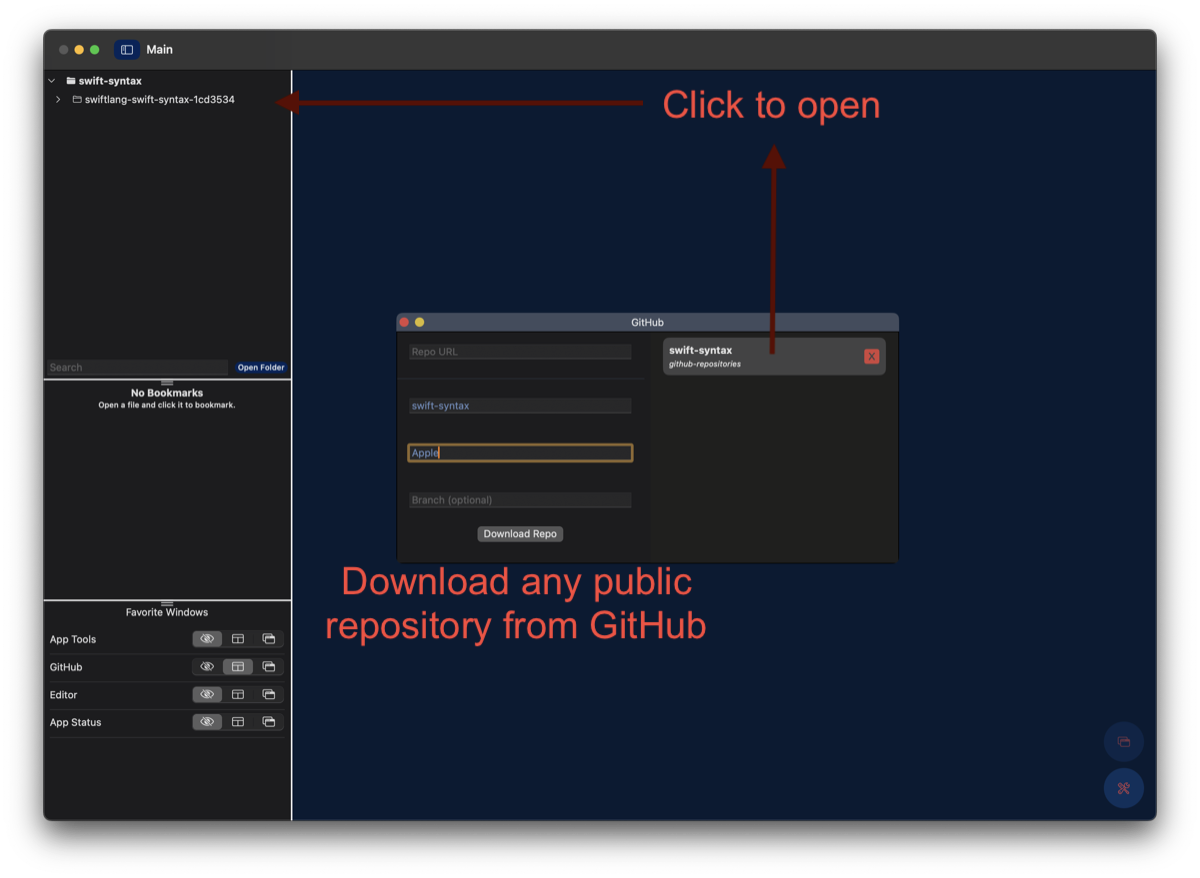 Main
swift-syntax
swiftlang-swift-syntax-1cd3534
Click to open
Search
Open Folder
No Bookmarks
Open a file and click it to bookmark.
GitHub
Repo URL
swift-syntax
Apple
Branch (optional)
Download Repo
swift-syntax
github-repositories
X
Download any public
repository from GitHub
Favorite Windows
App Tools
GitHub
Editor
App Status